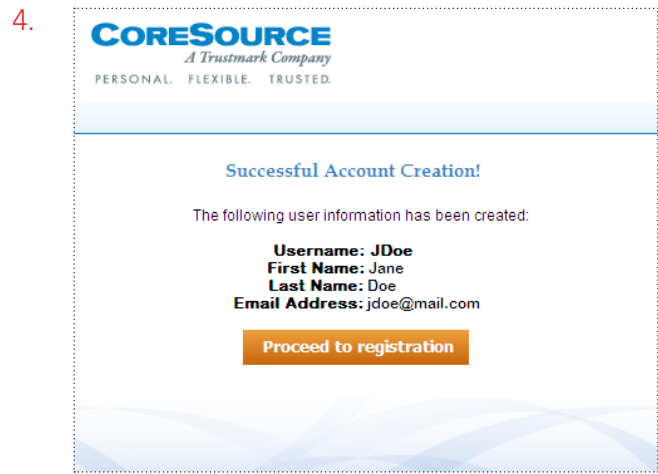 4.
CORESOURCE
A Trustmark Company
PERSONAL. FLEXIBLE. TRUSTED.
Successful Account Creation!
The following user information has been created:
Username: JDoe
First Name: Jane
Last Name: Doe
Email Address: jdoe@mail.com
Proceed to registration